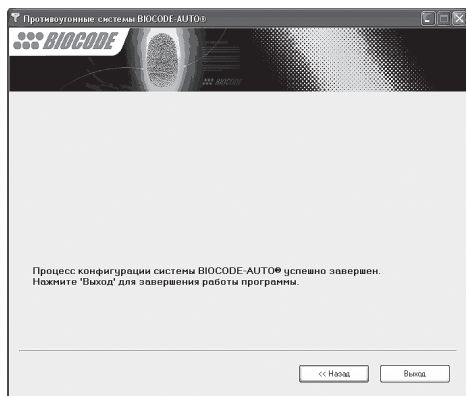 Противоугонные системы BIOCODE-AUTO®
BIOCODE
BIOCODE
Процесс конфигурации системы BIOCODE-AUTO® успешно завершен.
Нажмите 'Выход' для завершения работы программы.
<< Назад
Выход